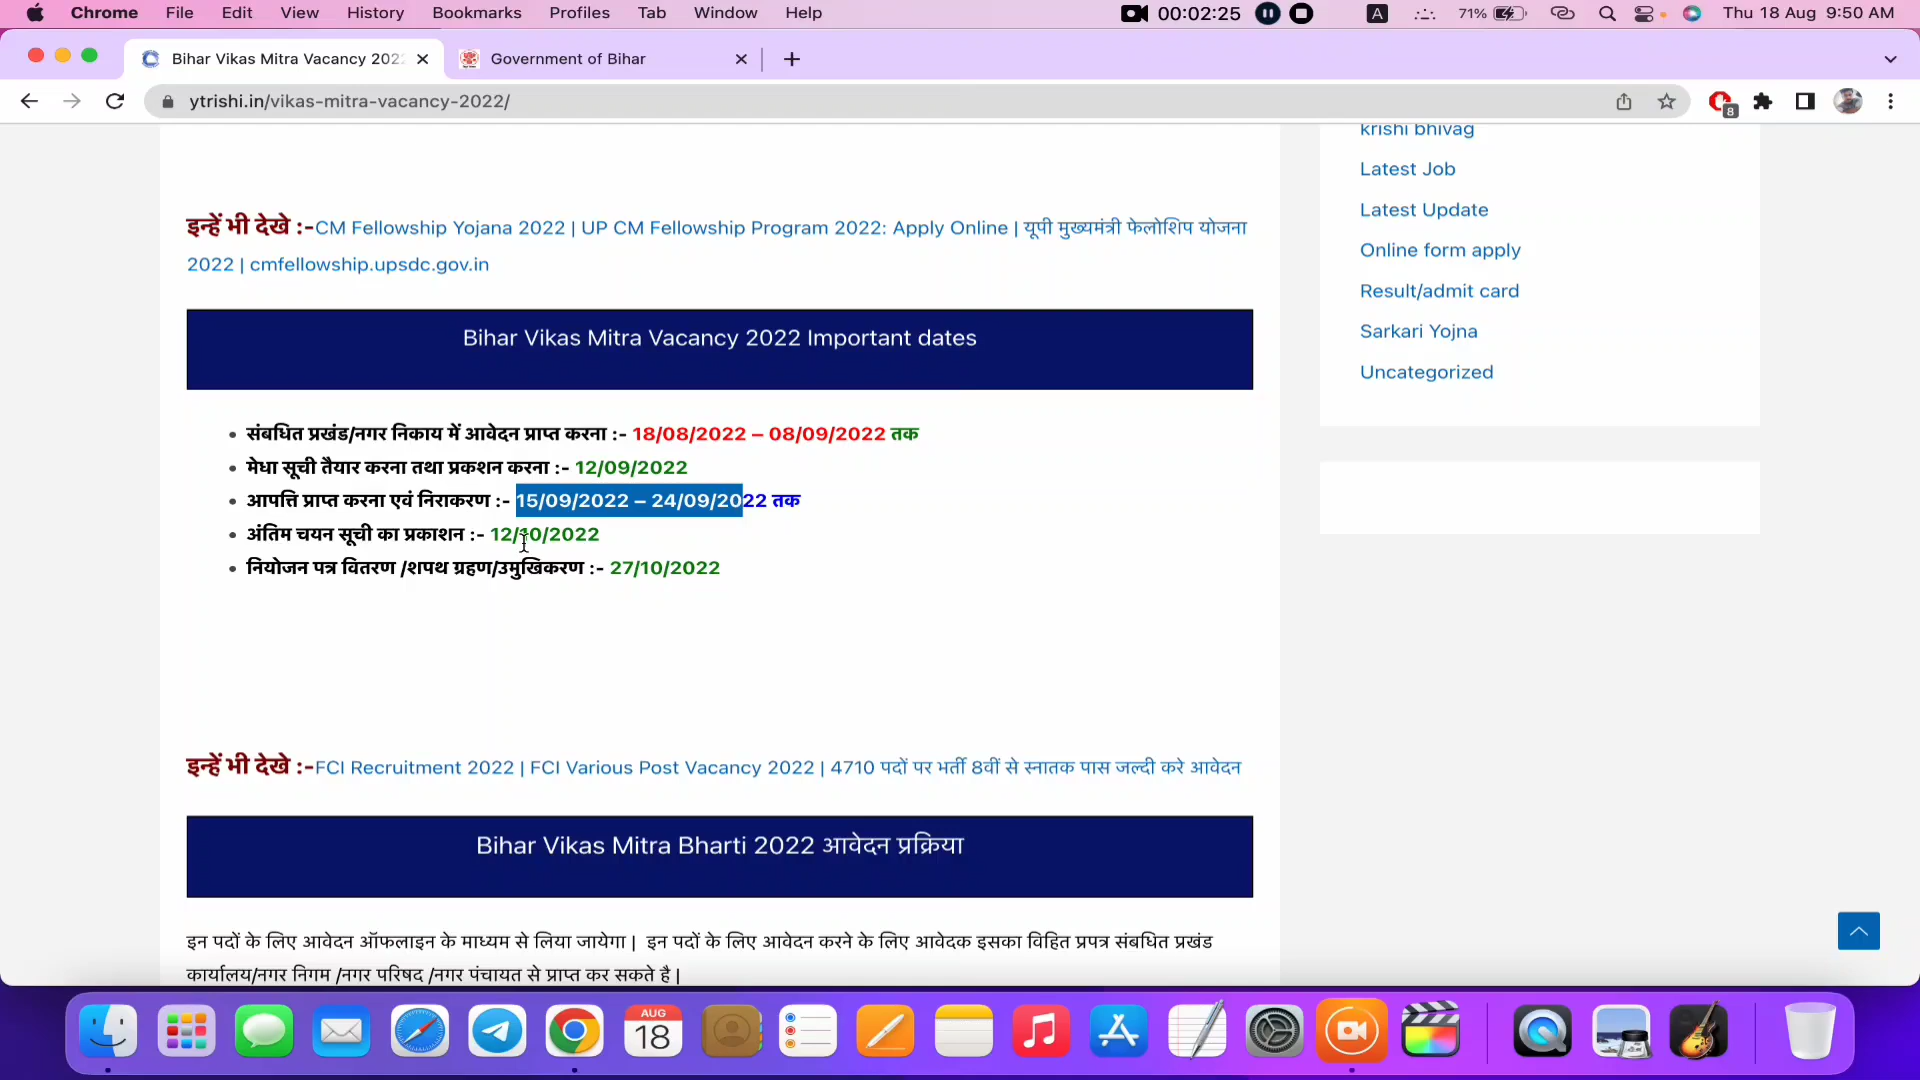 Chrome File Edit View History Bookmarks Profiles Tab Window Help 00:02:25 A 71% Thu 18 Aug 9:50 AM
Bihar Vikas Mitra Vacancy 202 Government of Bihar
ytrishi.in/vikas-mitra-vacancy-2022/ 8
krishi bhivag
Latest Job
Latest Update
Online form apply
Result/admit card
Sarkari Yojna
Uncategorized
इन्हें भी देखे :-CM Fellowship Yojana 2022 | UP CM Fellowship Program 2022: Apply Online | यूपी मुख्यमंत्री फेलोशिप योजना
2022 | cmfellowship.upsdc.gov.in
Bihar Vikas Mitra Vacancy 2022 Important dates
संबधित प्रखंड/नगर निकाय में आवेदन प्राप्त करना :- 18/08/2022 – 08/09/2022 तक
मेधा सूची तैयार करना तथा प्रकशन करना :- 12/09/2022
आपत्ति प्राप्त करना एवं निराकरण :- 15/09/2022 – 24/09/2022 तक
अंतिम चयन सूची का प्रकाशन :- 12/10/2022
नियोजन पत्र वितरण /शपथ ग्रहण/उमुखिकरण :- 27/10/2022
इन्हें भी देखे :-FCI Recruitment 2022 | FCI Various Post Vacancy 2022 | 4710 पदों पर भर्ती 8वीं से स्नातक पास जल्दी करे आवेदन
Bihar Vikas Mitra Bharti 2022 आवेदन प्रक्रिया
इन पदों के लिए आवेदन ऑफलाइन के माध्यम से लिया जायेगा | इन पदों के लिए आवेदन करने के लिए आवेदक इसका विहित प्रपत्र संबधित प्रखंड
कार्यालय/नगर निगम /नगर परिषद /नगर पंचायत से प्राप्त कर सकते है |
AUG
18